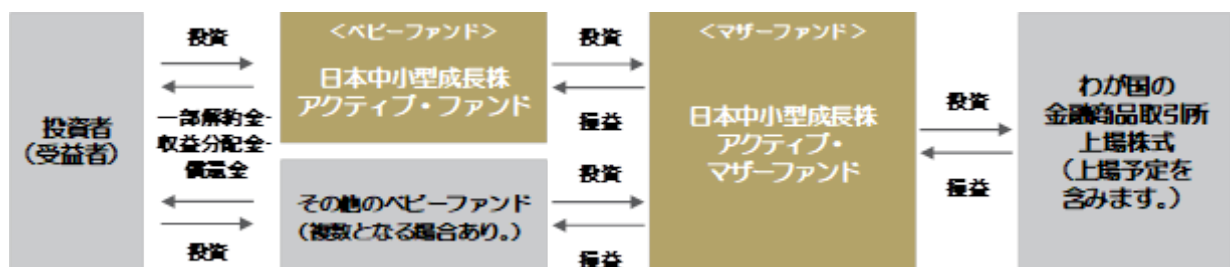 投資者
(受益者)
投資
一部解約金・
収益分配金・
償還金
投資
＜ベビーファンド＞
日本中小型成長株
アクティブ・ファンド
その他のベビーファンド
(複数となる場合あり。)
投資
損益
投資
損益
＜マザーファンド＞
日本中小型成長株
アクティブ・
マザーファンド
投資
損益
わが国の
金融商品取引所
上場株式
(上場予定を
含みます。)